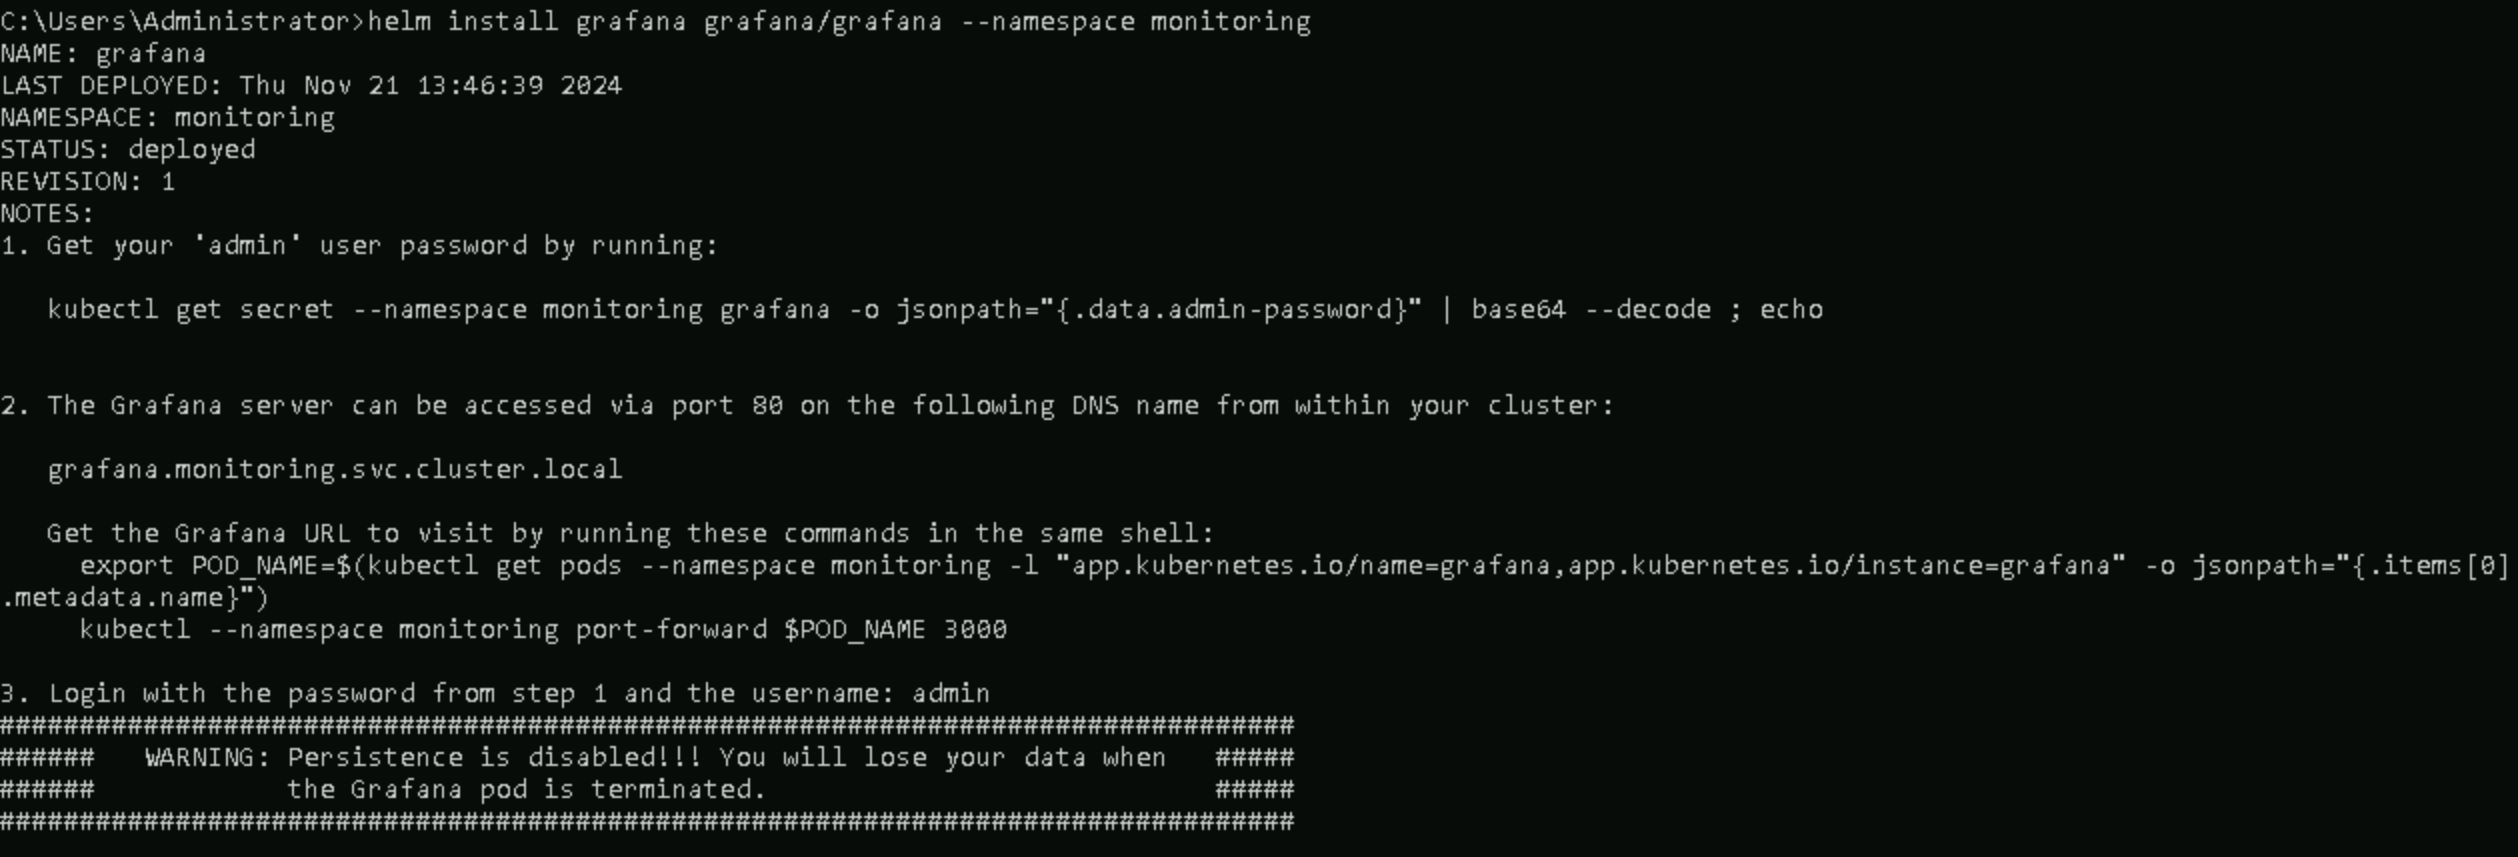 C:\Users\Administrator>helm install grafana grafana/grafana --namespace monitoring
NAME: grafana
LAST DEPLOYED: Thu Nov 21 13:46:39 2024
NAMESPACE: monitoring
STATUS: deployed
REVISION: 1
NOTES:
1. Get your 'admin' user password by running:
   kubectl get secret --namespace monitoring grafana -o jsonpath="{.data.admin-password}" | base64 --decode ; echo
2. The Grafana server can be accessed via port 80 on the following DNS name from within your cluster:
   grafana.monitoring.svc.cluster.local
   Get the Grafana URL to visit by running these commands in the same shell:
     export POD_NAME=$(kubectl get pods --namespace monitoring -l "app.kubernetes.io/name=grafana,app.kubernetes.io/instance=grafana" -o jsonpath="{.items[0]
.metadata.name}")
     kubectl --namespace monitoring port-forward $POD_NAME 3000
3. Login with the password from step 1 and the username: admin
#################################################################################
######   WARNING: Persistence is disabled!!! You will lose your data when   #####
######            the Grafana pod is terminated.                            #####
#################################################################################